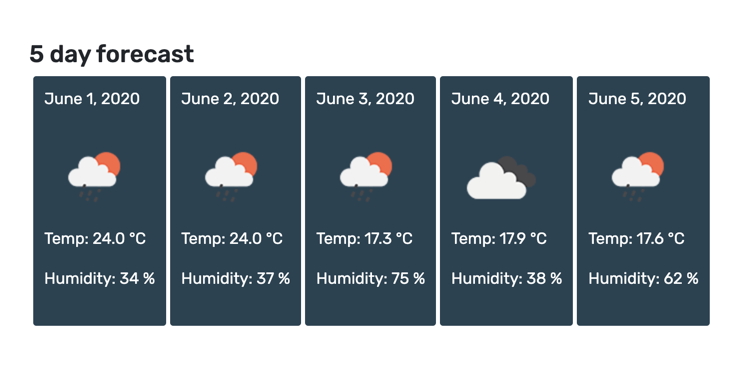 5 day forecast
June 1, 2020
Temp: 24.0 °C
Humidity: 34 %
June 2, 2020
Temp: 24.0 °C
Humidity: 37 %
June 3, 2020
Temp: 17.3 °C
Humidity: 75 %
June 4, 2020
Temp: 17.9 °C
Humidity: 38 %
June 5, 2020
Temp: 17.6 °C
Humidity: 62 %